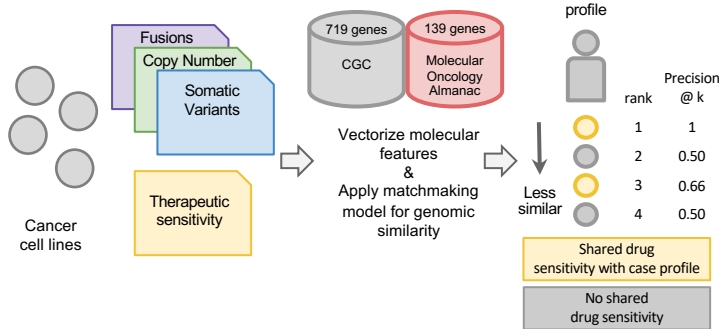 Fusions
Copy Number
Somatic
Variants
Therapeutic
sensitivity
Cancer
cell lines
719 genes
CGC
139 genes
Molecular
Oncology
Almanac
Vectorize molecular
features
&
Apply matchmaking
model for genomic
similarity
profile
rank
Precision
@ k
1 1
2 0.50
3 0.66
4 0.50
Less
similar
Shared drug
sensitivity with case profile
No shared
drug sensitivity